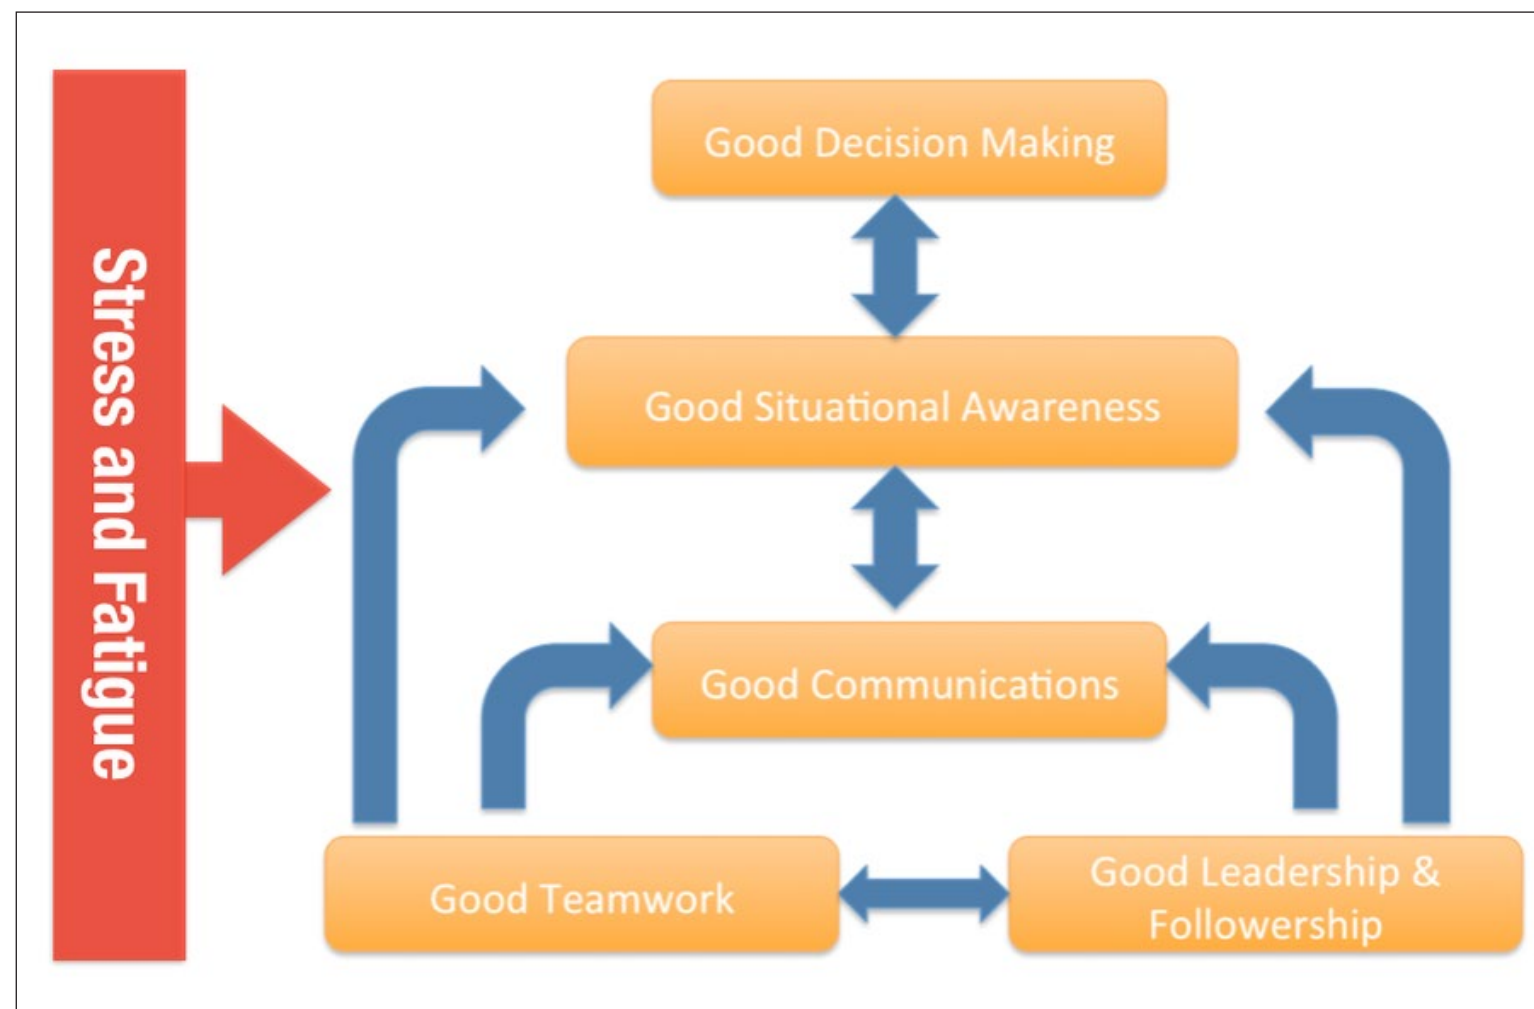 Stress and Fatigue
Good Decision Making
Good Situational Awareness
Good Communications
Good Teamwork
Good Leadership &
Followership